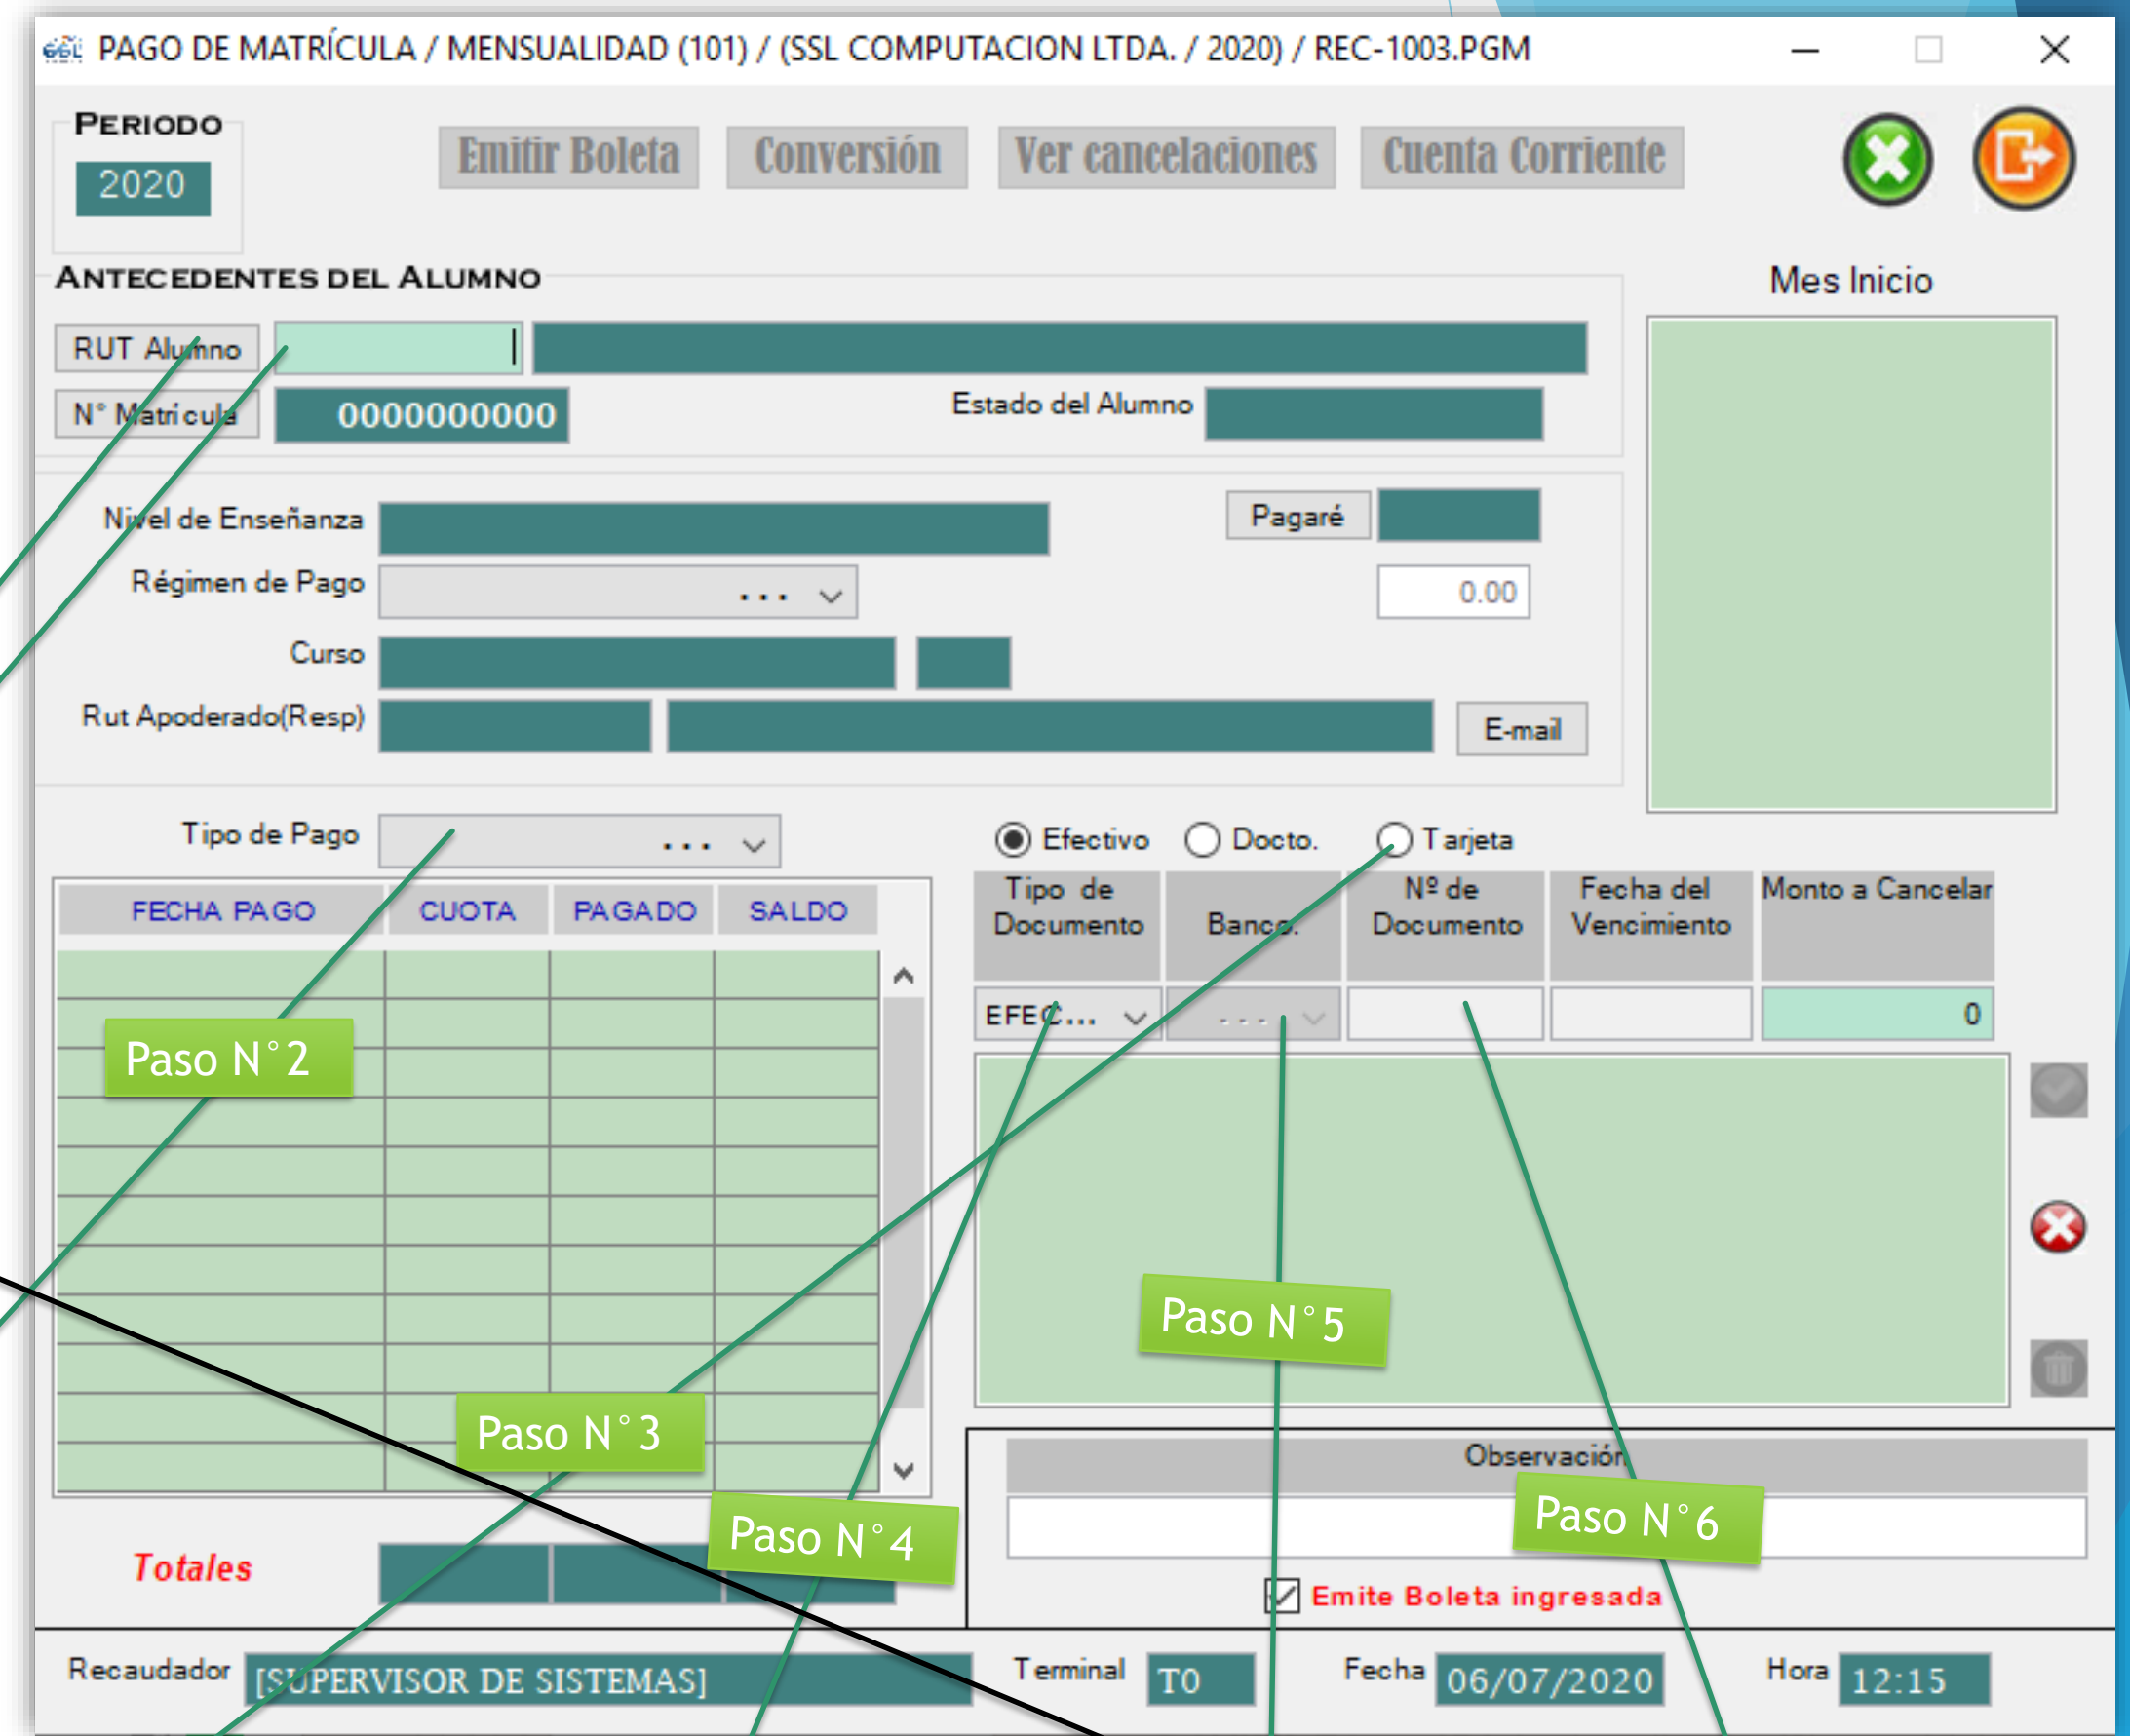 SSL PAGO DE MATRÍCULA / MENSUALIDAD (101) / (SSL COMPUTACION LTDA. / 2020) / REC-1003.PGM
PERIODO
2020
Emitir Boleta Conversión Ver cancelaciones Cuenta Corriente
ANTECEDENTES DEL ALUMNO
Mes Inicio
RUT Alumno
N° Matricula 0000000000 Estado del Alumno
Nivel de Enseñanza Pagaré
Régimen de Pago ... 0.00
Curso
Rut Apoderado(Resp) E-mail
Tipo de Pago ... Efectivo Docto. Tarjeta
FECHA PAGO CUOTA PAGADO SALDO
Tipo de Documento Banco. Nº de Documento Fecha del Vencimiento Monto a Cancelar
EFEC... ... 0
Paso N°2
Paso N°5
Paso N°3
Paso N°4
Observación
Paso N°6
Totales
Emite Boleta ingresada
Recaudador [SUPERVISOR DE SISTEMAS] Terminal T0 Fecha 06/07/2020 Hora 12:15